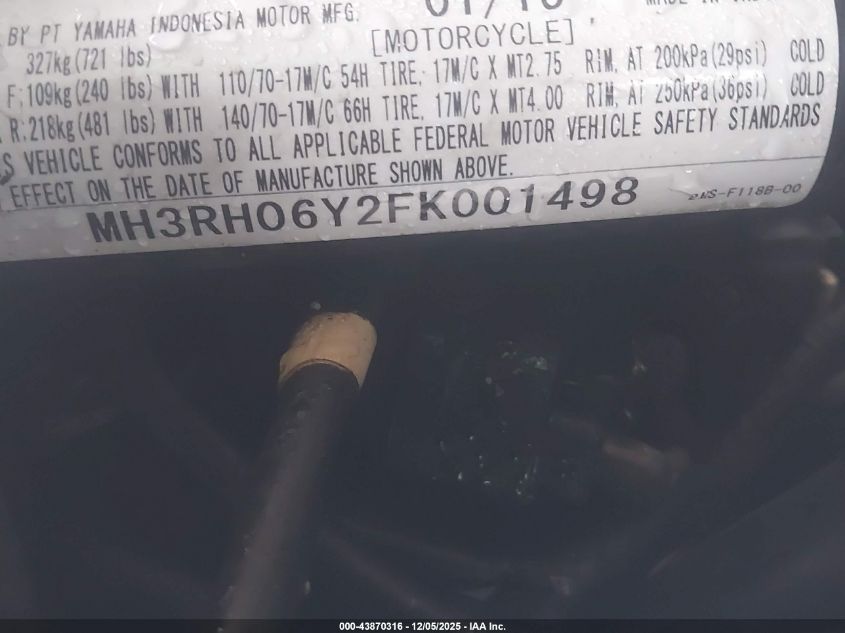 BY PT YAMAHA INDONESIA MOTOR MFG.
327kg(721 lbs) [MOTORCYCLE]
F:109kg(240 lbs) WITH 110/70-17M/C 54H TIRE, 17M/C X MT2.75 RIM, AT 200kPa(29psi) COLD
R:218kg(481 lbs) WITH 140/70-17M/C 66H TIRE, 17M/C X MT4.00 RIM, AT 250kPa(36psi) COLD
VEHICLE CONFORMS TO ALL APPLICABLE FEDERAL MOTOR VEHICLE SAFETY STANDARDS
EFFECT ON THE DATE OF MANUFACTURE SHOWN ABOVE.
MH3RH06Y2FK001498 -F118B-00
000-43870316 - 12/05/2025 - IAA Inc.